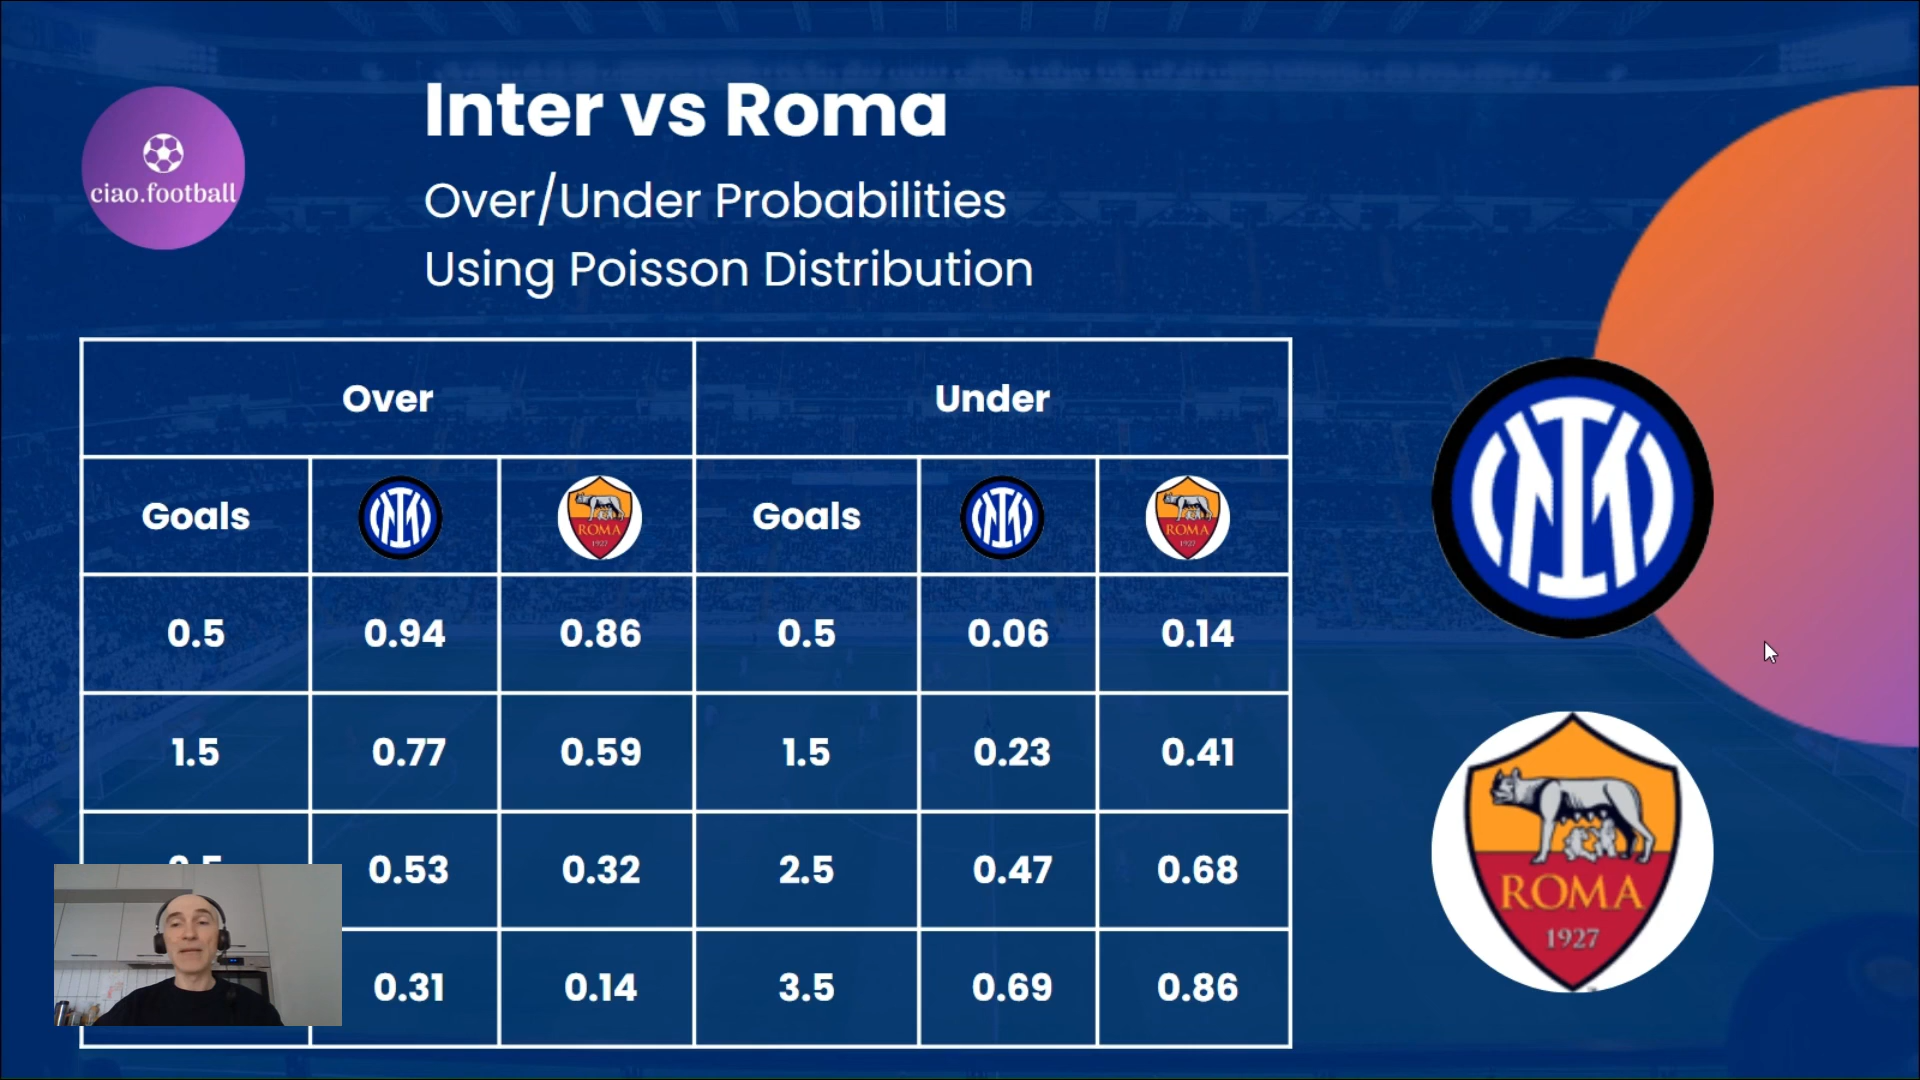 Inter vs Roma
ciao.football
Over/Under Probabilities
Using Poisson Distribution
Over Under
Goals ROMA 1927 Goals ROMA 1927
0.5 0.94 0.86 0.5 0.06 0.14
1.5 0.77 0.59 1.5 0.23 0.41
0.53 0.32 2.5 0.47 0.68
0.31 0.14 3.5 0.69 0.86
ROMA
1927